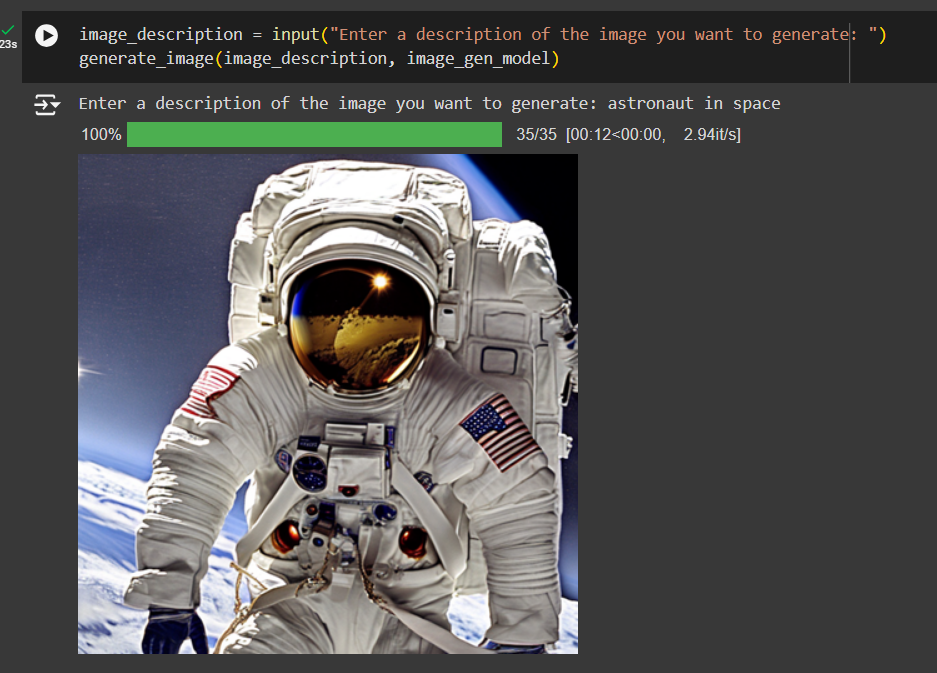 image_description = input("Enter a description of the image you want to generate: ")
generate_image(image_description, image_gen_model)
23s
Enter a description of the image you want to generate: astronaut in space
100% 35/35 [00:12<00:00, 2.94it/s]